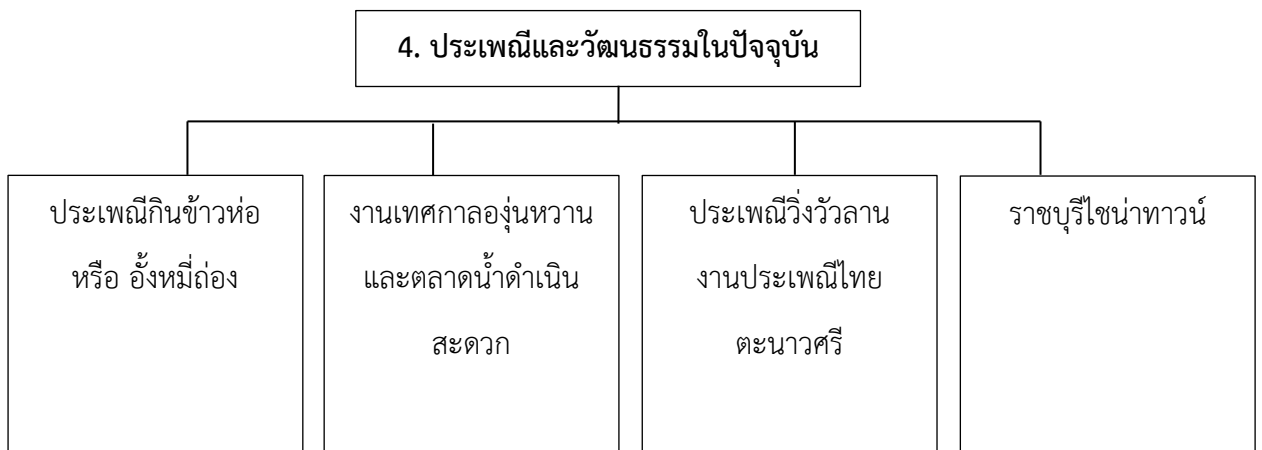 4. ประเพณีและวัฒนธรรมในปัจจุบัน
ประเพณีกินข้าวห่อ
หรือ อั้งหมี่ถ่อง
งานเทศกาลองุ่นหวาน
และตลาดน้ำดำเนิน
สะดวก
ประเพณีวิ่งวัวลาน
งานประเพณีไทย
ตะนาวศรี
ราชบุรีไชน่าทาวน์